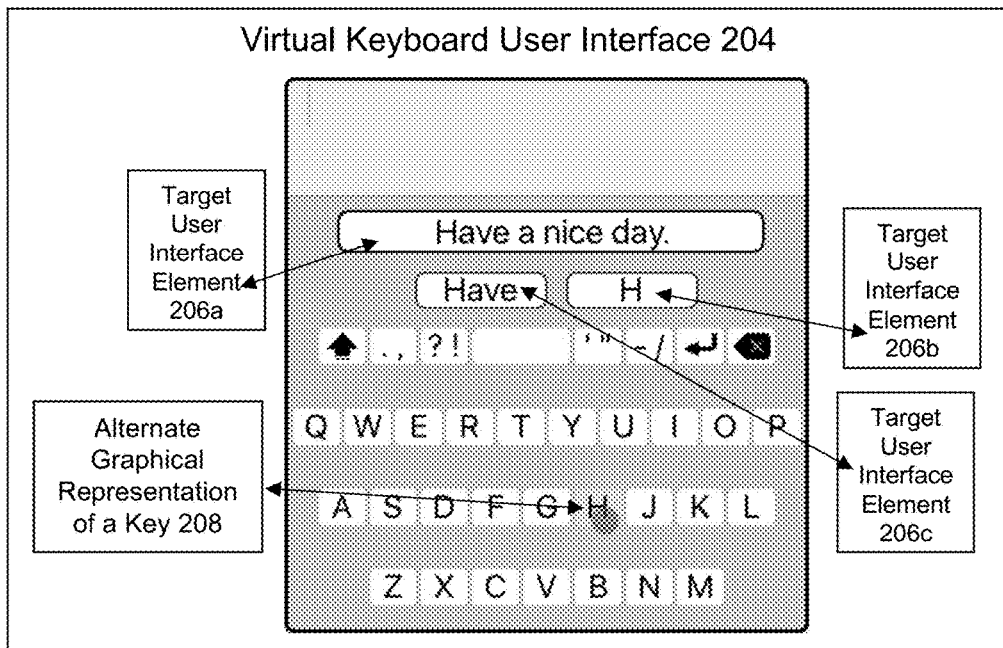 Virtual Keyboard User Interface 204
Target
User
Interface
Element
206a
Have a nice day.
Have
H
Target
User
Interface
Element
206b
. ,
? !
' "
~ /
Q W E R T Y U I O P
Alternate
Graphical
Representation
of a Key 208
A S D F G H J K L
Target
User
Interface
Element
206c
Z X C V B N M